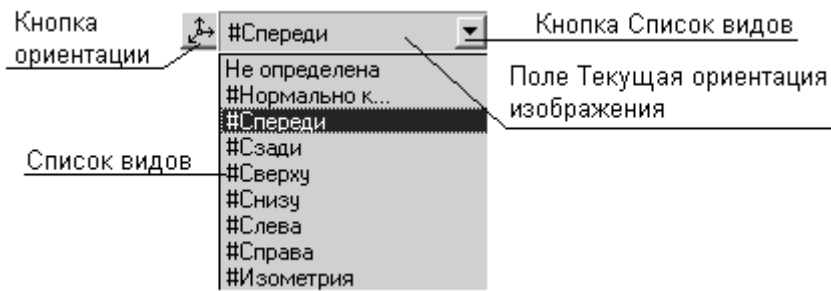 Кнопка
ориентации
#Спереди
Кнопка Список видов
Не определена
#Нормально к...
#Спереди
#Сзади
#Сверху
#Снизу
#Слева
#Справа
#Изометрия
Поле Текущая ориентация
изображения
Список видов